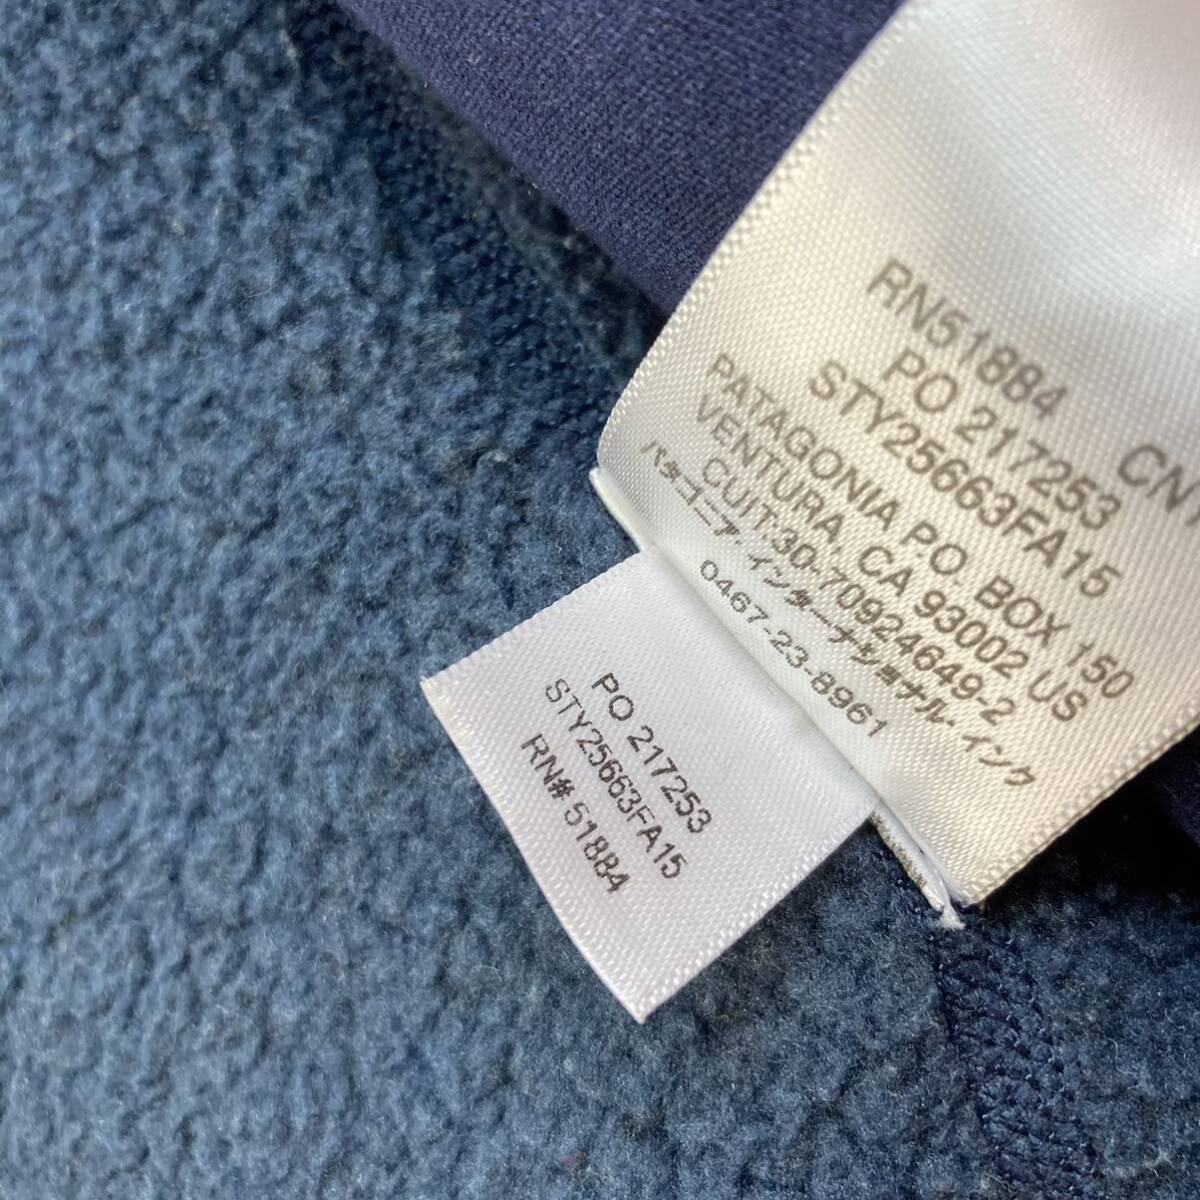 RN51884 CN
PO 217253
STY25663FA15
PATAGONIA P.O. BOX 150
VENTURA, CA 93002 US
CUIT:30-70924649-2
パタゴニア・インターナショナル・インク
0467-23-8961
PO 217253
STY25663FA15
RN# 51884